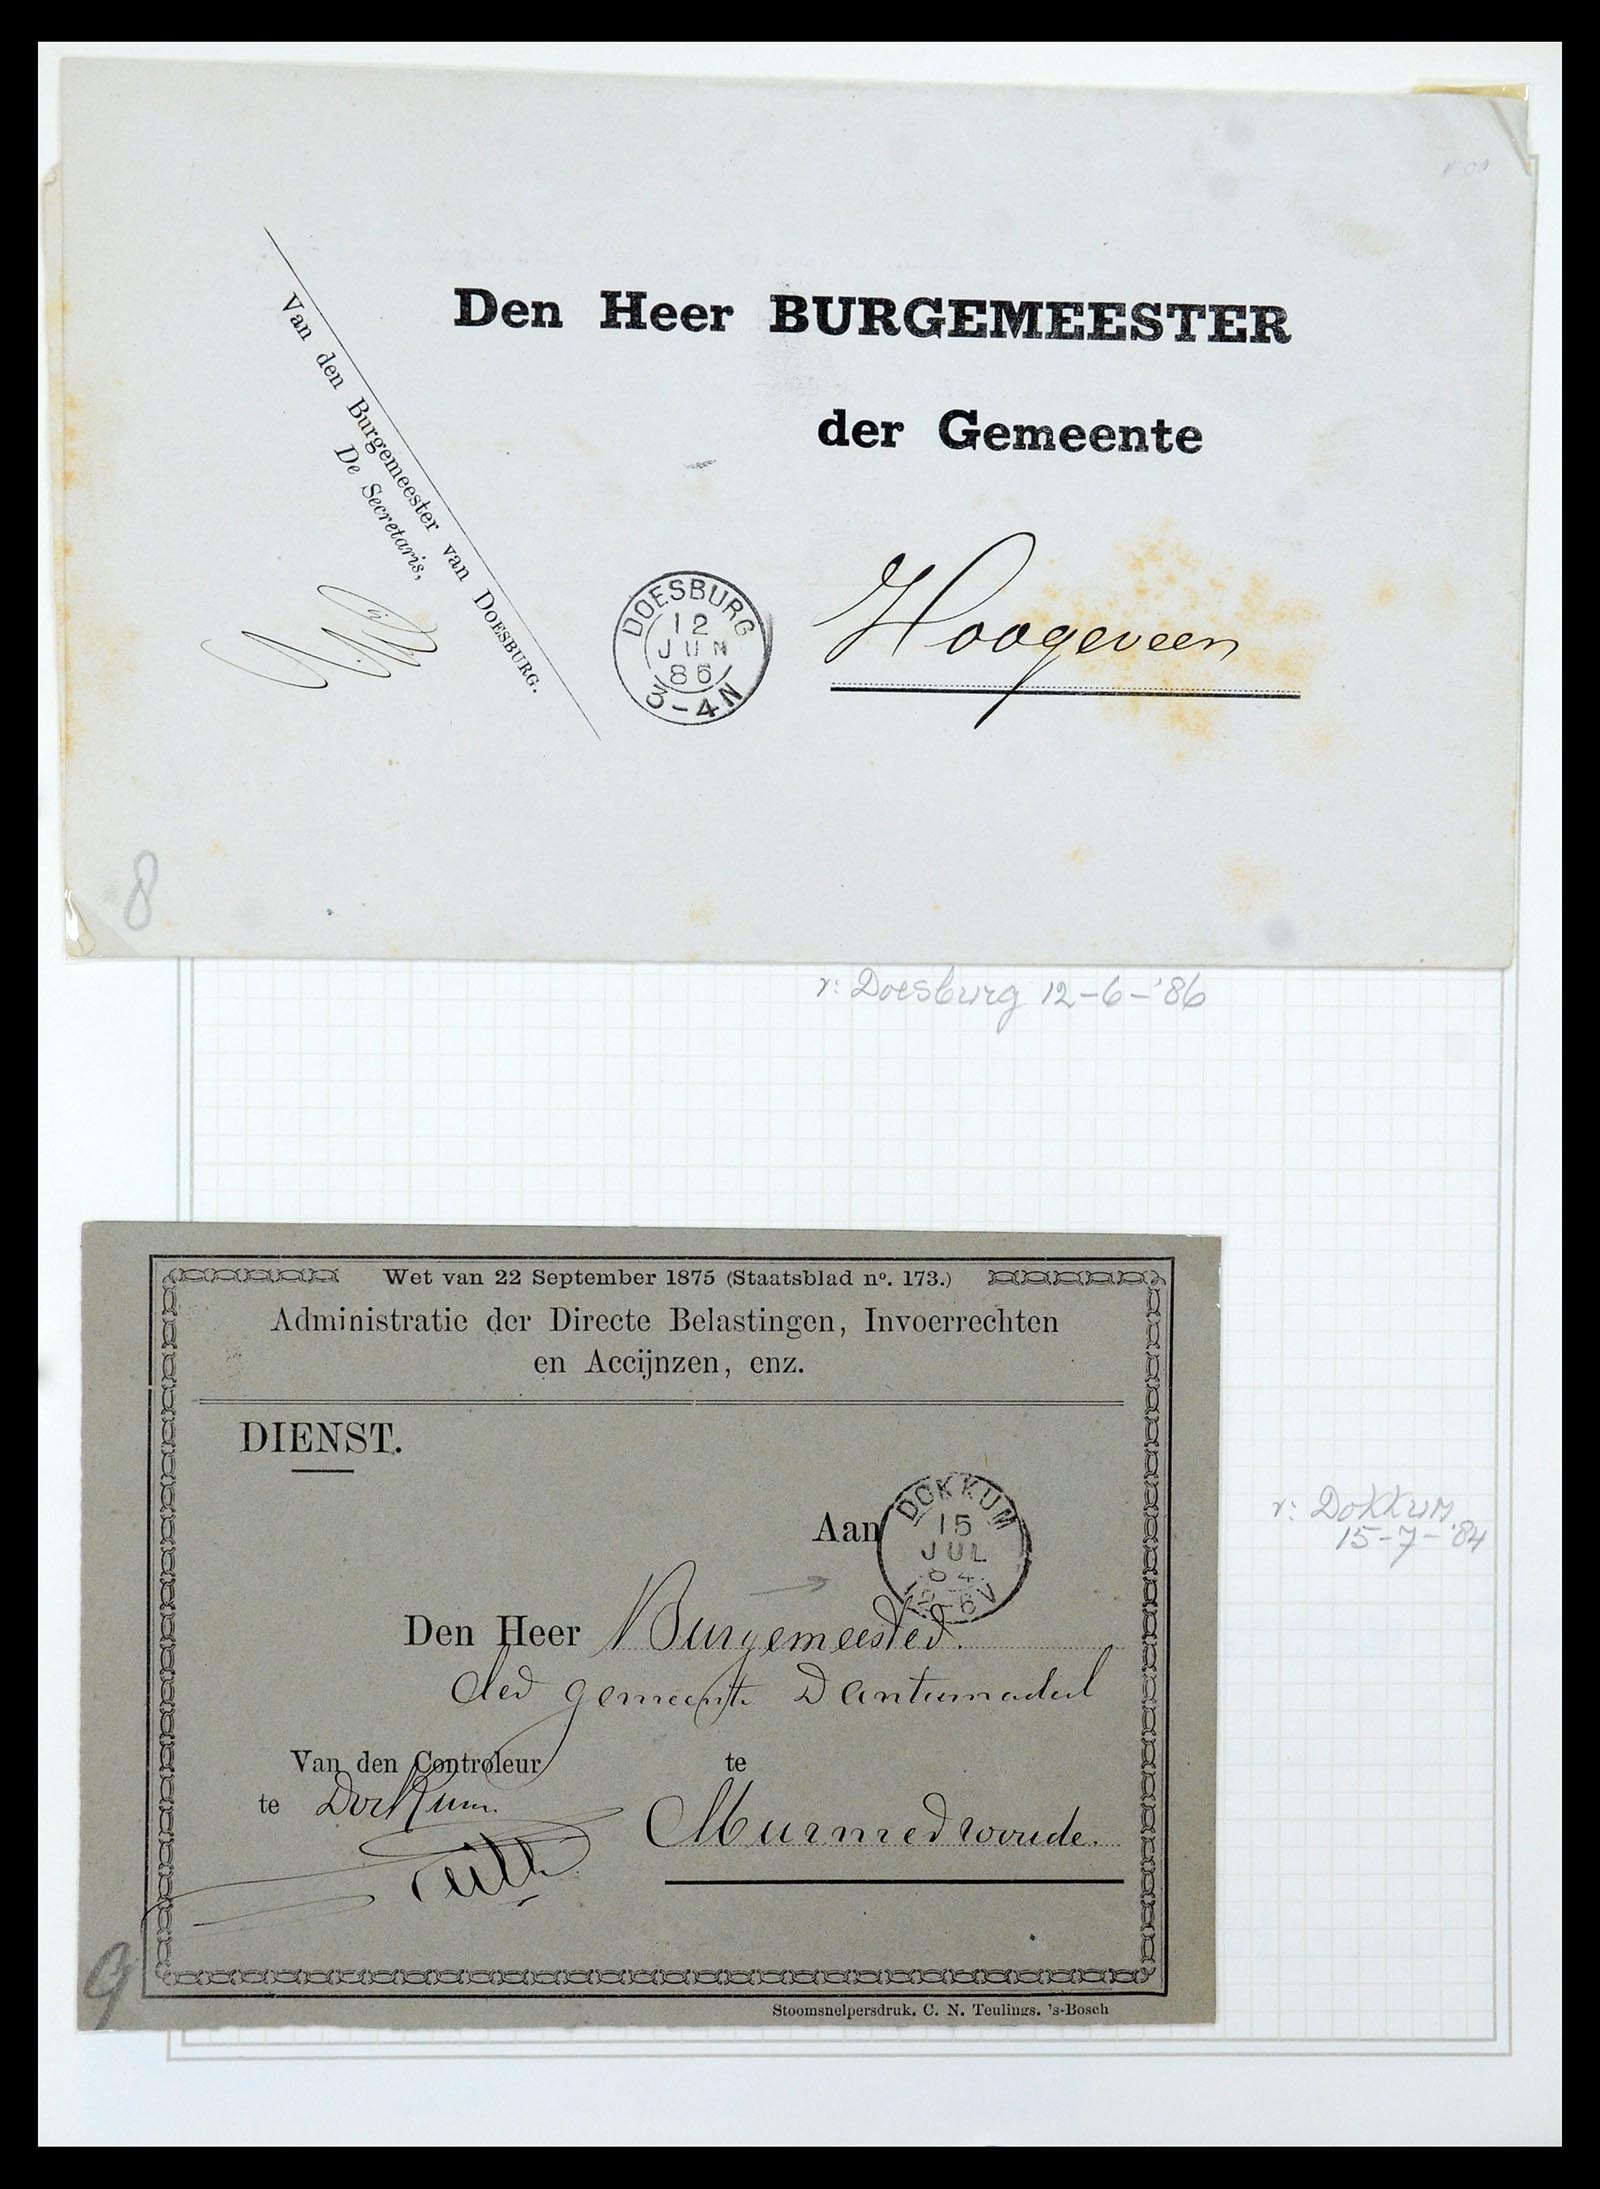 Den Heer BURGEMEESTER
der Gemeente
Hoogeveen
Van den Burgemeester van DOESBURG.
De Secretaris,
DOESBURG
12
JUN
86
3-4N
8
r: Doesburg 12-6-'86
Wet van 22 September 1875 (Staatsblad nº. 173.)
Administratie der Directe Belastingen, Invoerrechten
en Accijnzen, enz.
DIENST.
Aan
DOKKUM
15
JUL
84
Den Heer Burgemeester
der gemeente Dantumadeel
Van den Controleur
te Dockum.
te
Murmerwoude.
9
Stoomsnelpersdruk. C. N. Teulings. 's-Bosch
r: DOKKUM
15-7-'84